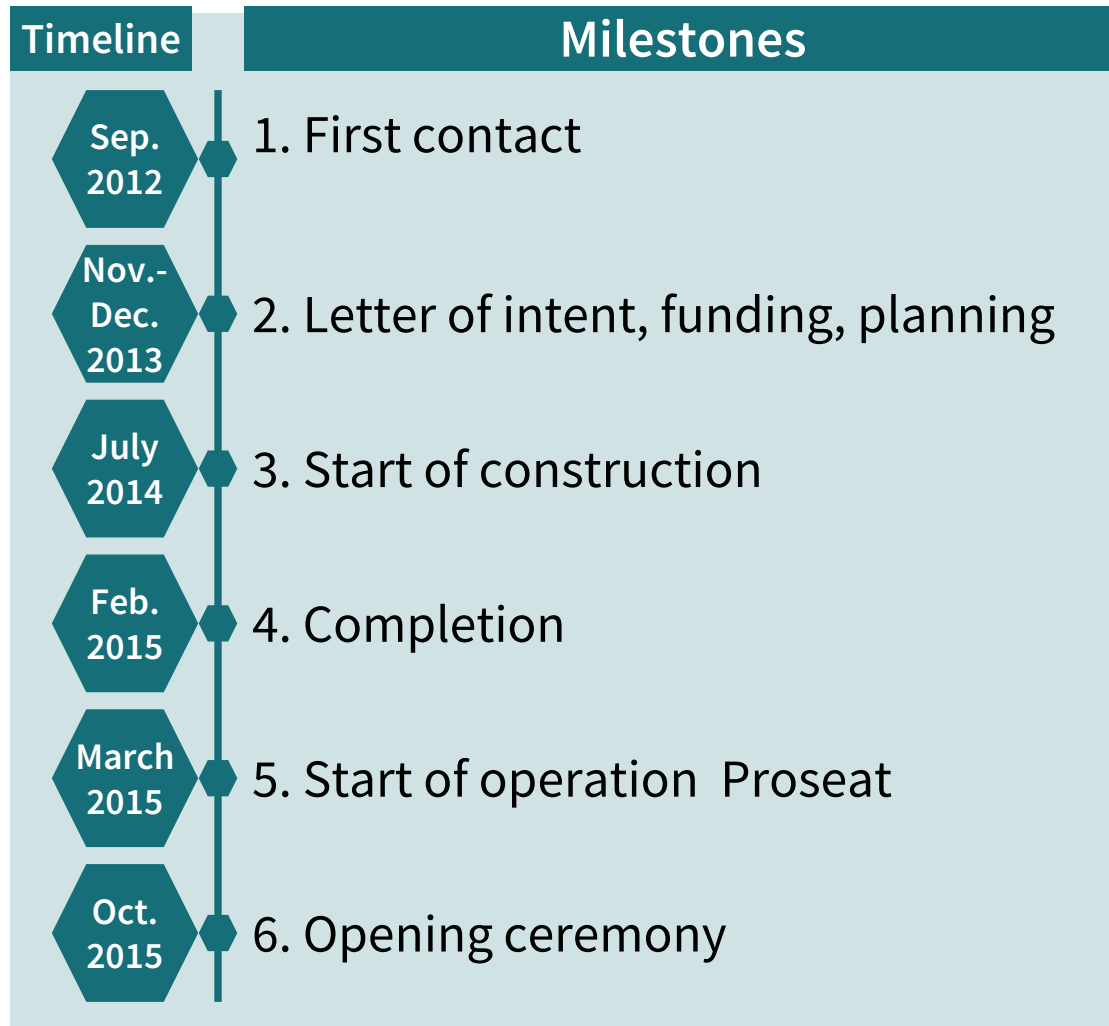 Timeline
Milestones
Sep.
2012
1. First contact
Nov.-
Dec.
2013
2. Letter of intent, funding, planning
July
2014
3. Start of construction
Feb.
2015
4. Completion
March
2015
5. Start of operation  Proseat
Oct.
2015
6. Opening ceremony